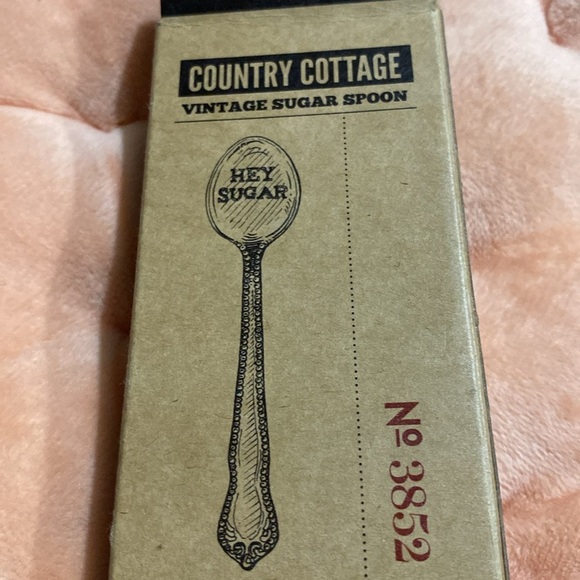 COUNTRY COTTAGE
VINTAGE SUGAR SPOON
HEY
SUGAR
Nº 3852